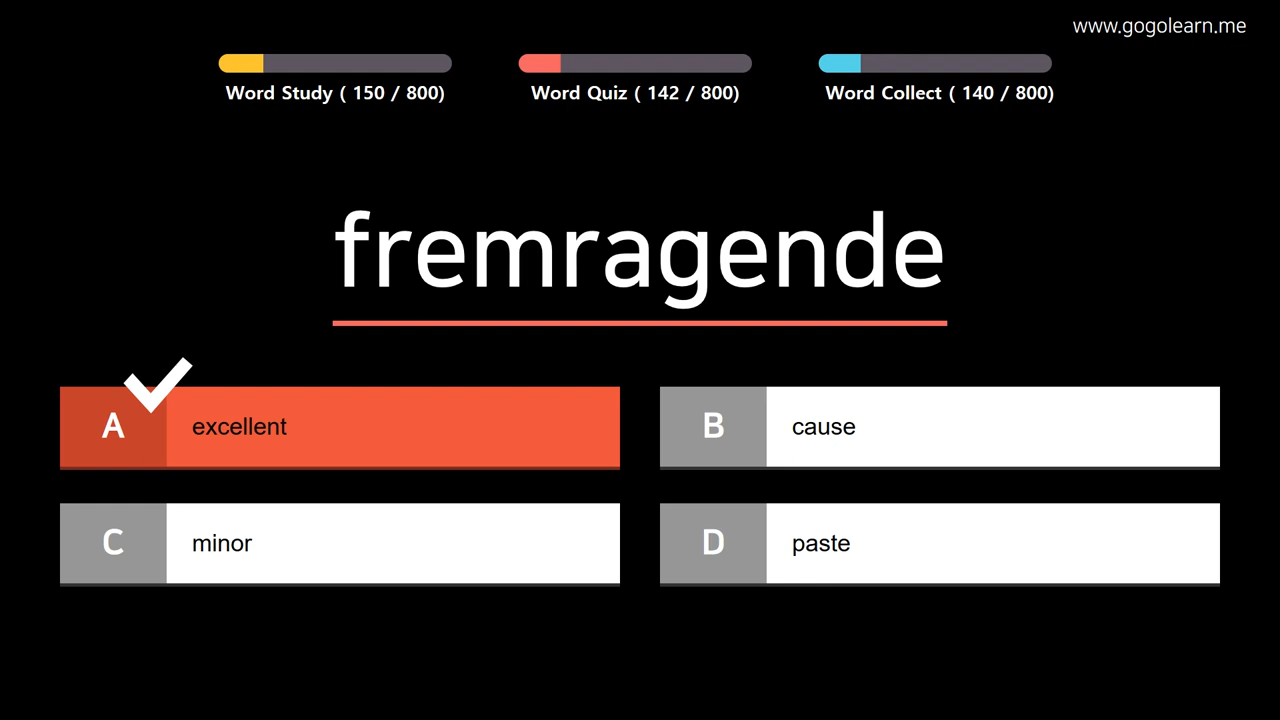 www.gogolearn.me
Word Study ( 150 / 800)
Word Quiz ( 142 / 800)
Word Collect ( 140 / 800)
fremragende
A excellent
B cause
C minor
D paste